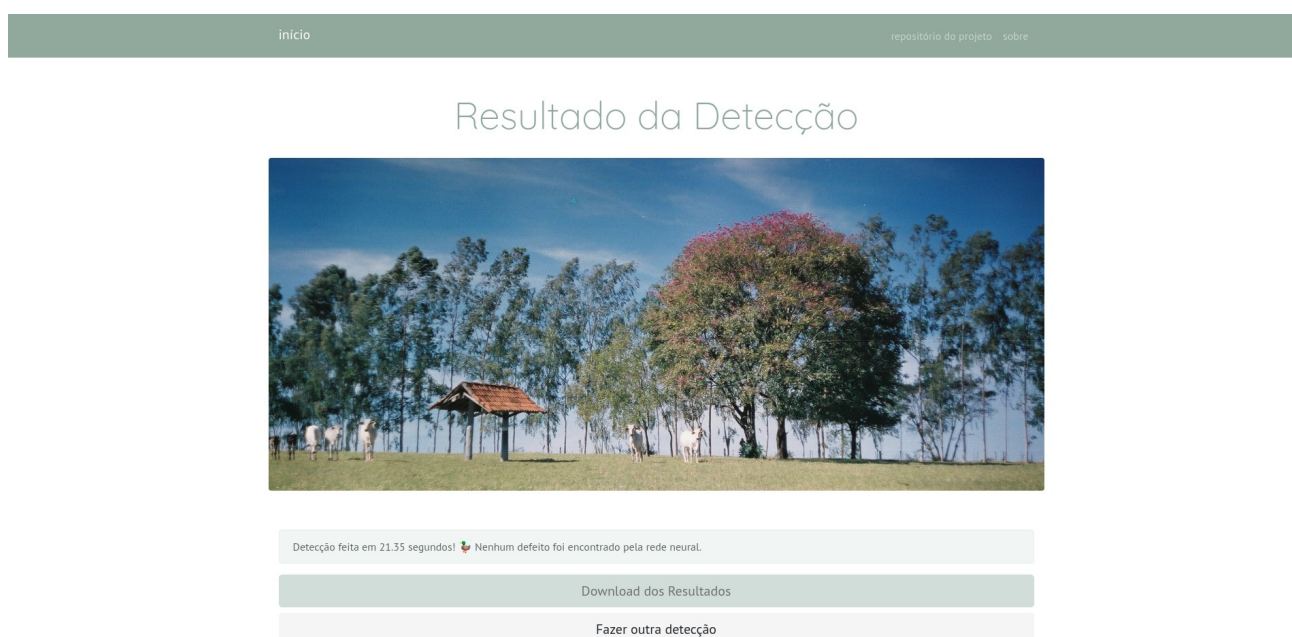 início
repositório do projeto sobre
Resultado da Detecção
Detecção feita em 21.35 segundos! 🦆 Nenhum defeito foi encontrado pela rede neural.
Download dos Resultados
Fazer outra detecção